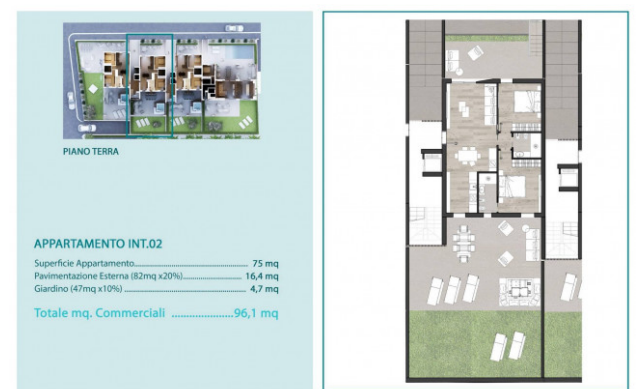 PIANO TERRA
APPARTAMENTO INT.02
Superficie Appartamento............................................ 75 mq
Pavimentazione Esterna (82mq x20%)...................... 16,4 mq
Giardino (47mq x10%) ............................................. 4,7 mq
Totale mq. Commerciali .....................96,1 mq